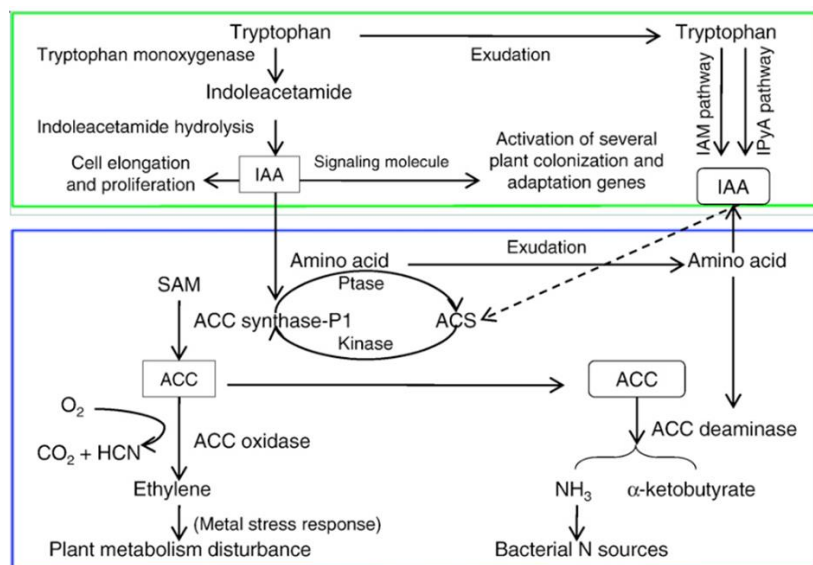 Tryptophan
Exudation
Tryptophan
Tryptophan monoxygenase
Indoleacetamide
IAM pathway
IPyA pathway
Indoleacetamide hydrolysis
Cell elongation
and proliferation
IAA
Signaling molecule
Activation of several
plant colonization and
adaptation genes
IAA
Amino acid
Exudation
Amino acid
SAM
Ptase
ACC synthase-P1
ACS
Kinase
ACC
ACC
O₂
CO₂ + HCN
ACC oxidase
ACC deaminase
Ethylene
NH₃
α-ketobutyrate
(Metal stress response)
Plant metabolism disturbance
Bacterial N sources